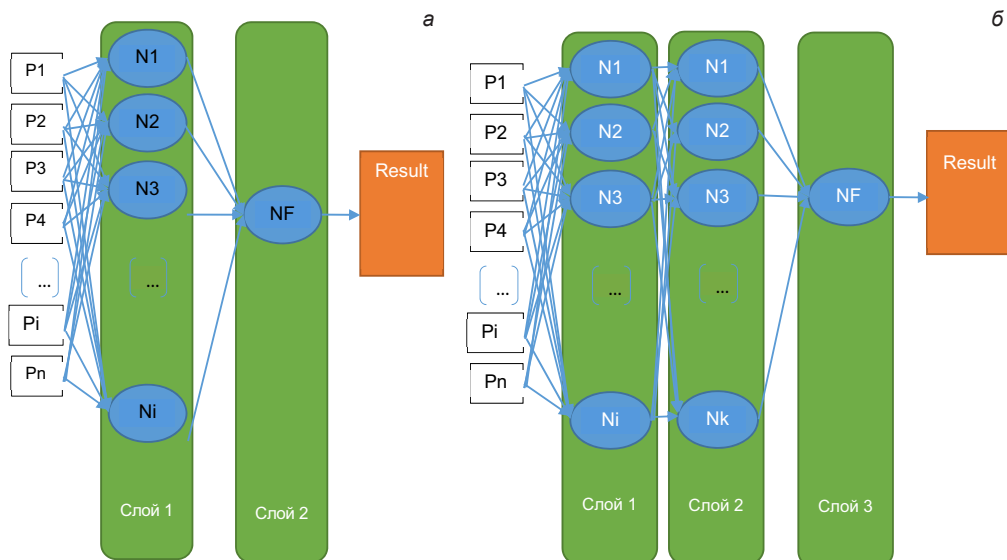 а
P1
P2
P3
P4
...
Pi
Pn
N1
N2
N3
...
Ni
Слой 1
NF
Слой 2
Result
б
P1
P2
P3
P4
...
Pi
Pn
N1
N2
N3
...
Ni
Слой 1
N1
N2
N3
...
Nk
Слой 2
NF
Слой 3
Result